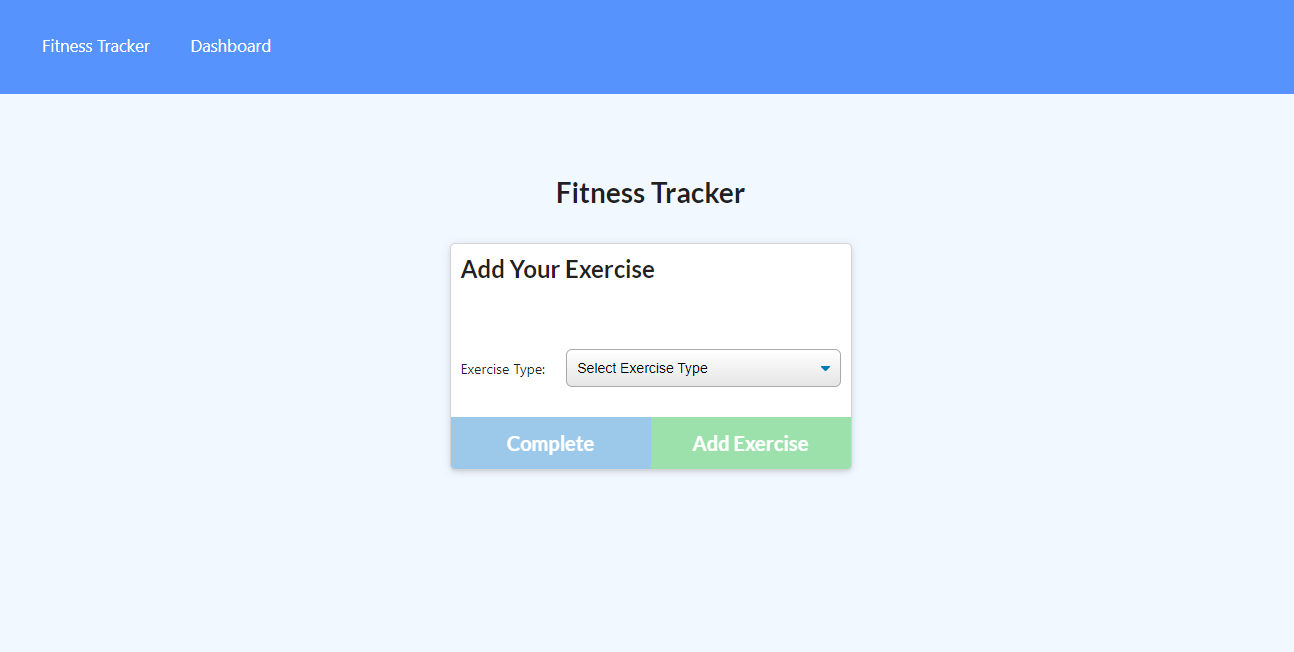 Fitness Tracker Dashboard
Fitness Tracker
Add Your Exercise
Exercise Type: Select Exercise Type
Complete Add Exercise